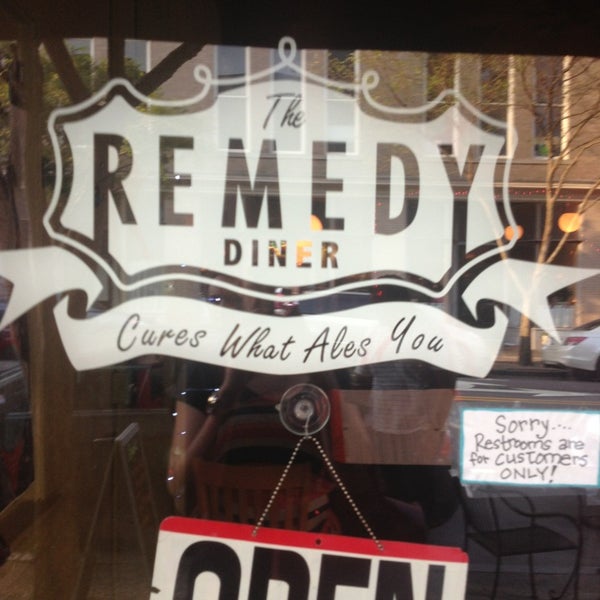 The
REMEDY
DINER
Cures What Ales You
Sorry....
Restrooms are
for customers
ONLY!
OPEN